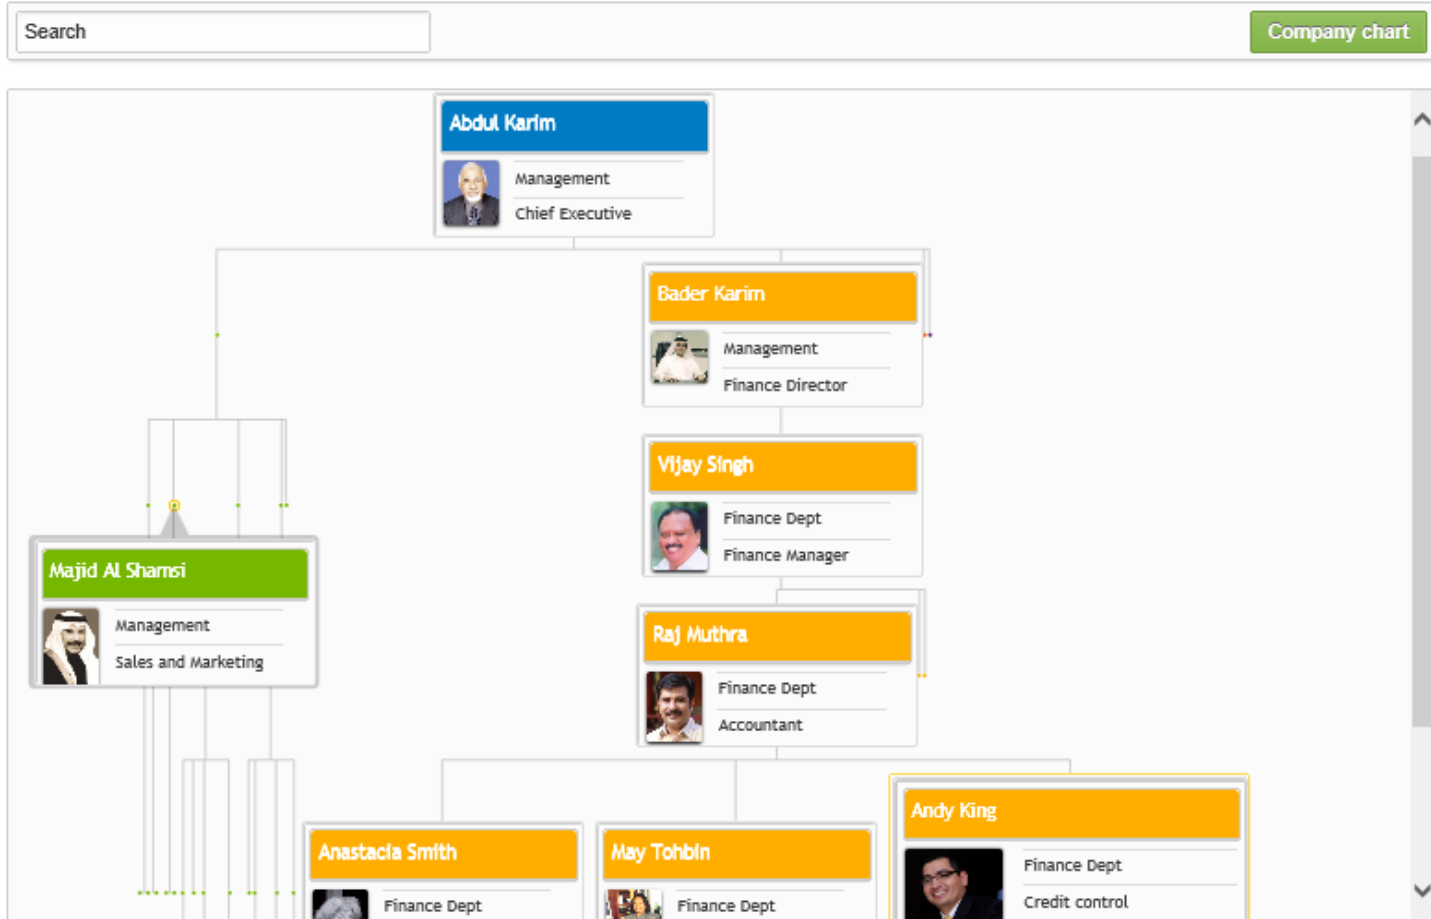 Search
Company chart
Abdul Karim
Management
Chief Executive
Bader Karim
Management
Finance Director
Vijay Singh
Finance Dept
Finance Manager
Majid Al Shamsi
Management
Sales and Marketing
Raj Muthra
Finance Dept
Accountant
Andy King
Finance Dept
Credit control
Anastacia Smith
Finance Dept
May Tohbin
Finance Dept